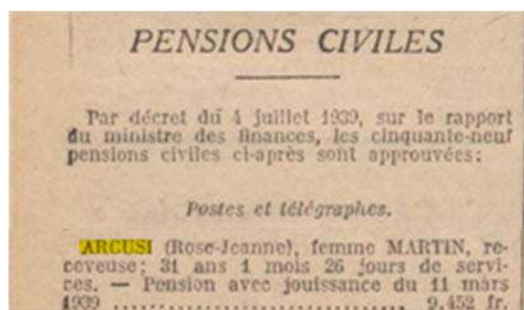 PENSIONS CIVILES
Par décret du 4 juillet 1939, sur le rapport
du ministre des finances, les cinquante-neuf
pensions civiles ci-après sont approuvées:
Postes et télégraphes.
ARCUSI (Rose-Jeanne), femme MARTIN, re-
ceveuse; 31 ans 1 mois 26 jours de servi-
ces. — Pension avec jouissance du 11 mars
1939 ................................ 9.452 fr.